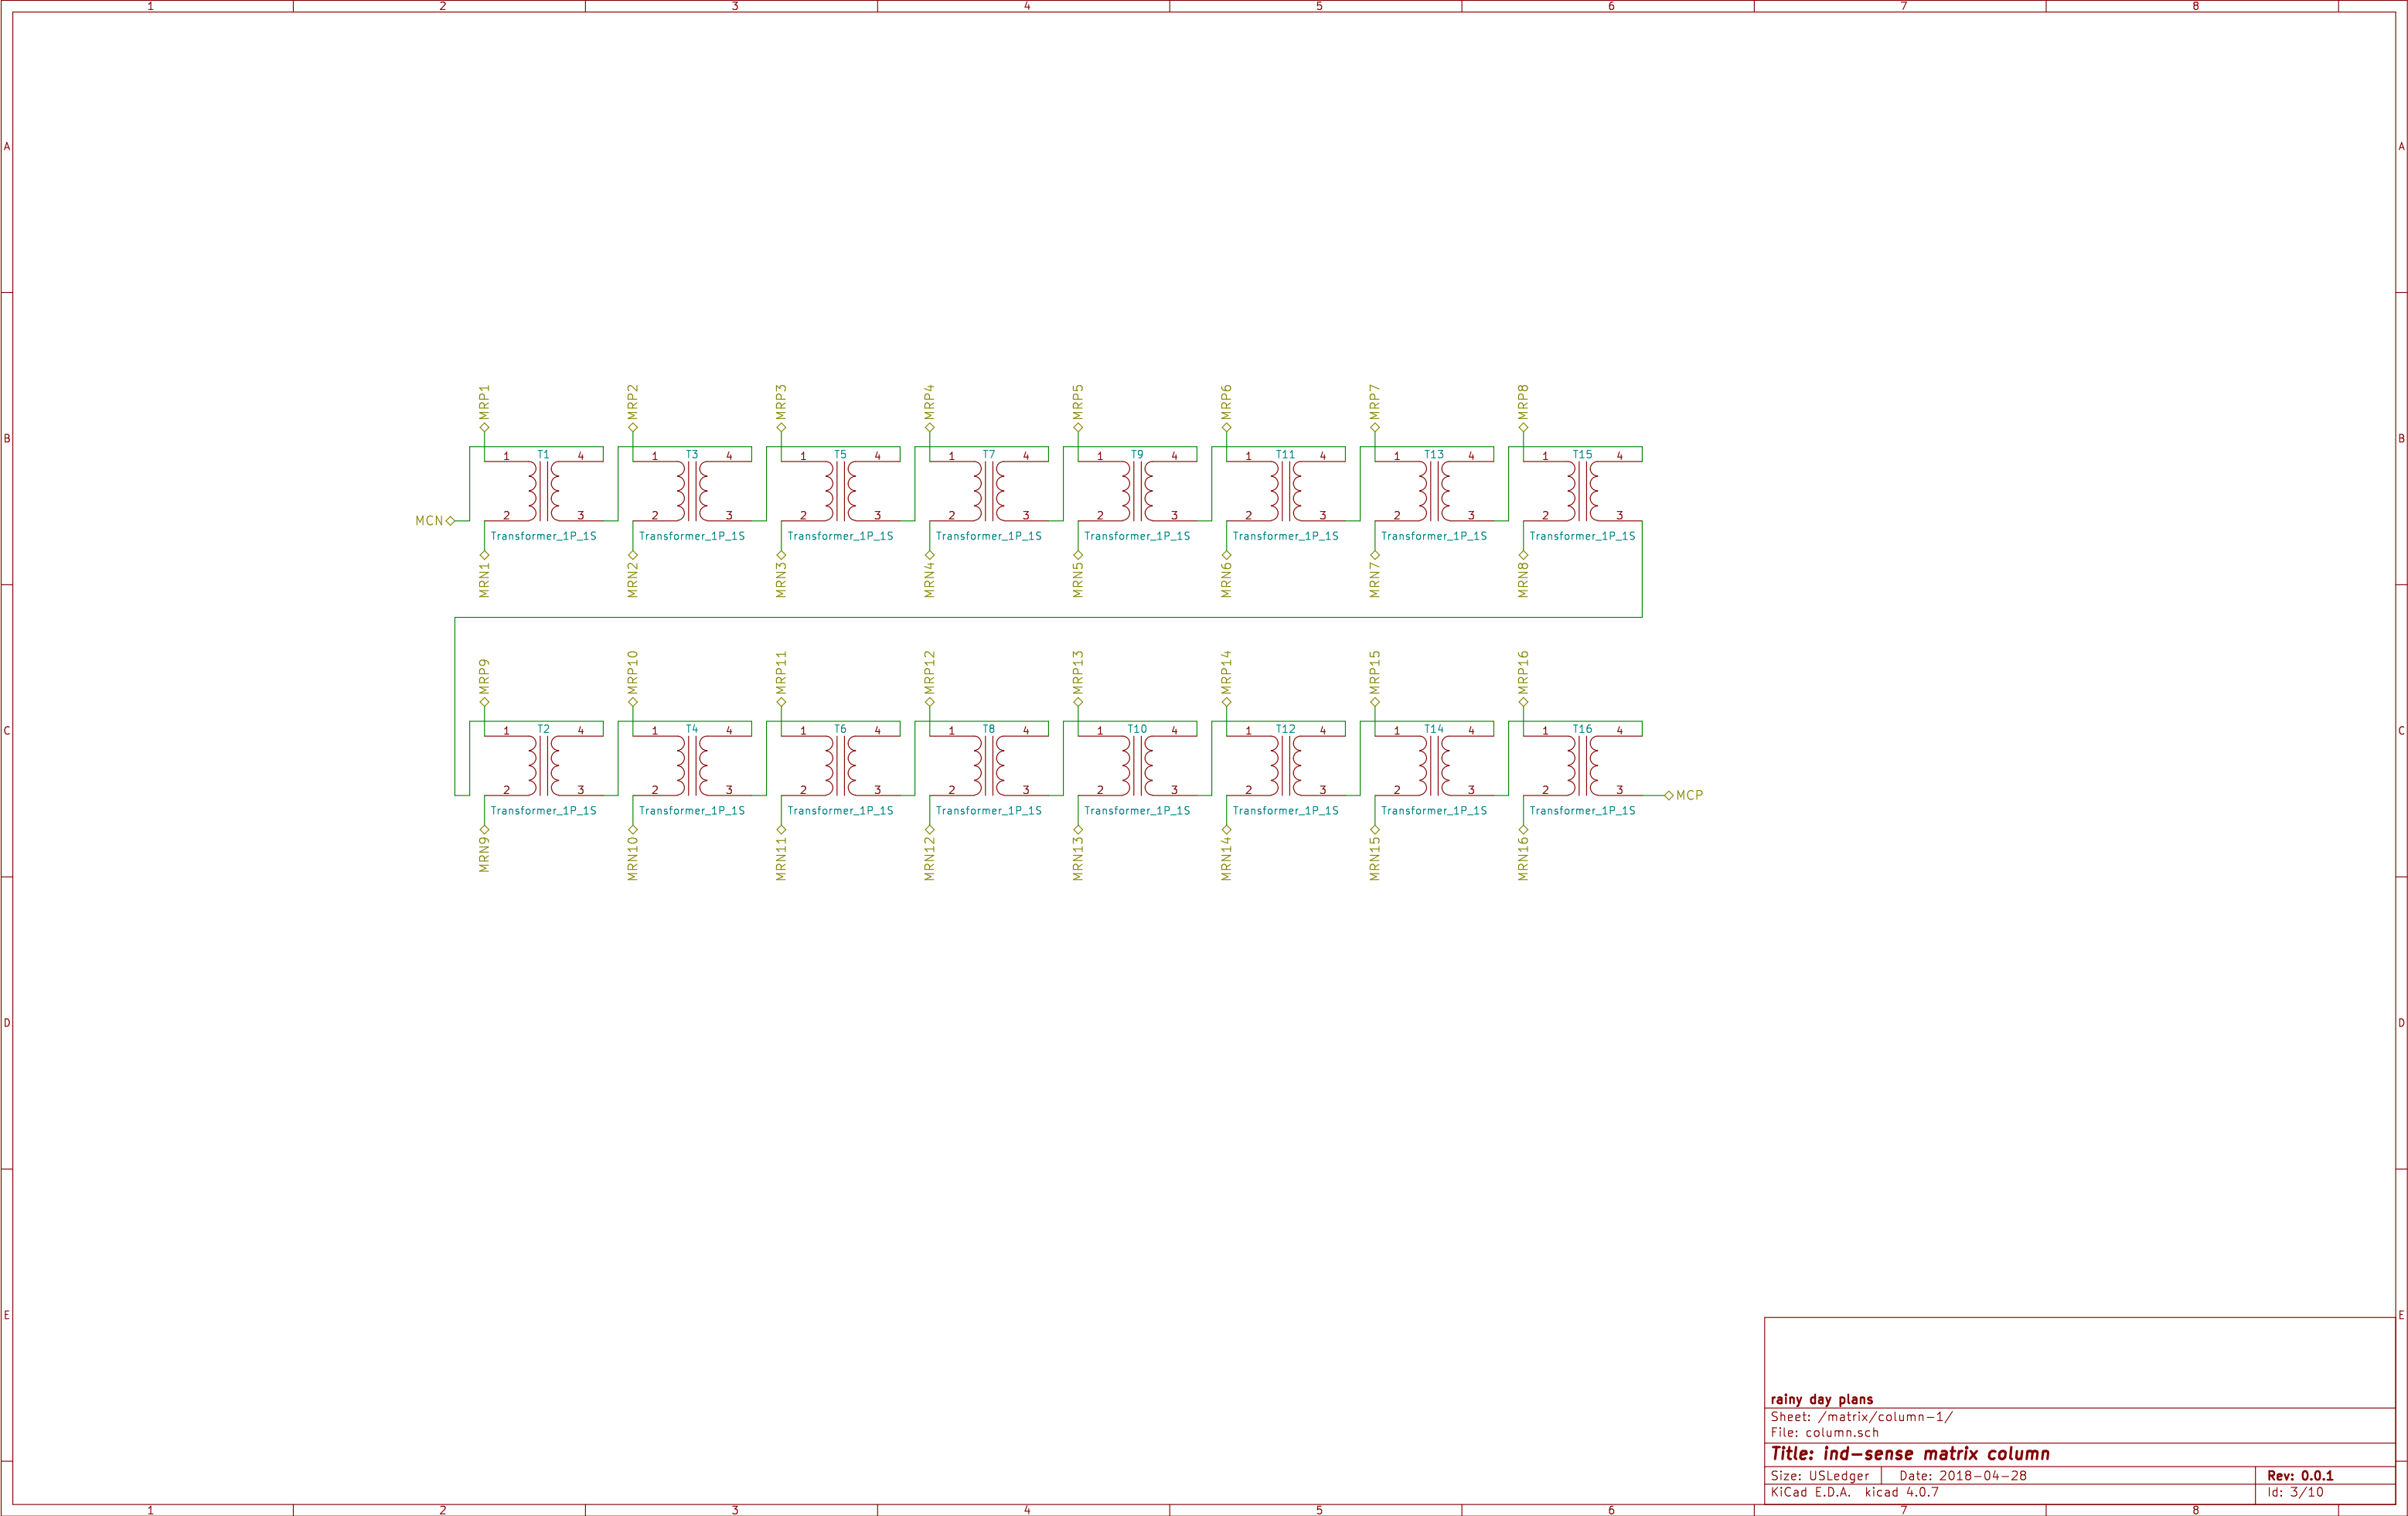 1 2 3 4 5 6 7 8
A A
MRP1 MRP2 MRP3 MRP4 MRP5 MRP6 MRP7 MRP8
B B
1 T1 4 1 T3 4 1 T5 4 1 T7 4 1 T9 4 1 T11 4 1 T13 4 1 T15 4
MCN 2 3 2 3 2 3 2 3 2 3 2 3 2 3 2 3
Transformer_1P_1S Transformer_1P_1S Transformer_1P_1S Transformer_1P_1S Transformer_1P_1S Transformer_1P_1S Transformer_1P_1S Transformer_1P_1S
MRN1 MRN2 MRN3 MRN4 MRN5 MRN6 MRN7 MRN8
MRP9 MRP10 MRP11 MRP12 MRP13 MRP14 MRP15 MRP16
C C
1 T2 4 1 T4 4 1 T6 4 1 T8 4 1 T10 4 1 T12 4 1 T14 4 1 T16 4
2 3 2 3 2 3 2 3 2 3 2 3 2 3 2 3 MCP
Transformer_1P_1S Transformer_1P_1S Transformer_1P_1S Transformer_1P_1S Transformer_1P_1S Transformer_1P_1S Transformer_1P_1S Transformer_1P_1S
MRN9 MRN10 MRN11 MRN12 MRN13 MRN14 MRN15 MRN16
D D
E E
rainy day plans
Sheet: /matrix/column-1/
File: column.sch
Title: ind-sense matrix column
Size: USLedger Date: 2018-04-28 Rev: 0.0.1
KiCad E.D.A. kicad 4.0.7 Id: 3/10
1 2 3 4 5 6 7 8